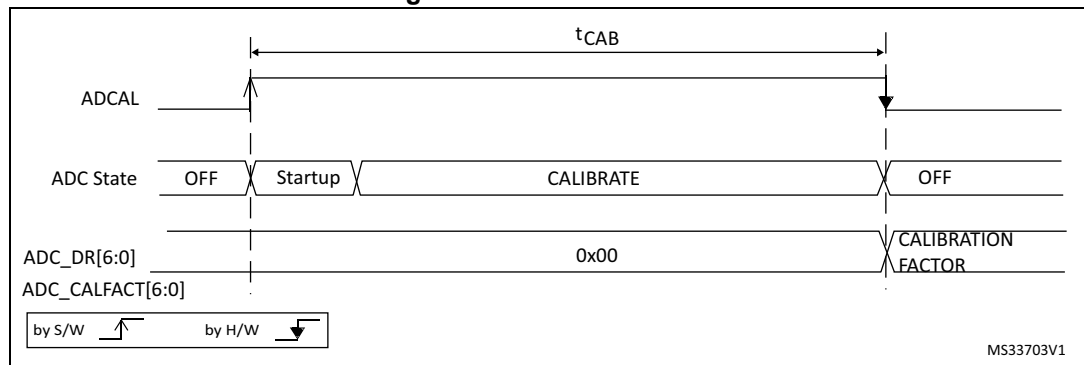 tCAB
ADCAL
ADC State OFF Startup CALIBRATE OFF
ADC_DR[6:0] 0x00 CALIBRATION
FACTOR
ADC_CALFACT[6:0]
by S/W by H/W
MS33703V1